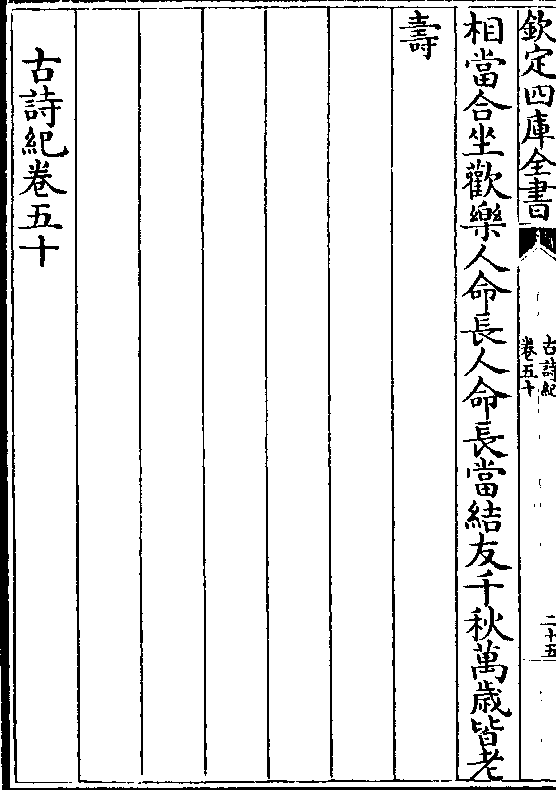 欽定四庫全書
古詩紀
卷五十
二十五
相當合坐歡樂人命長人命長當結友千秋萬歳皆老
壽
古詩紀卷五十